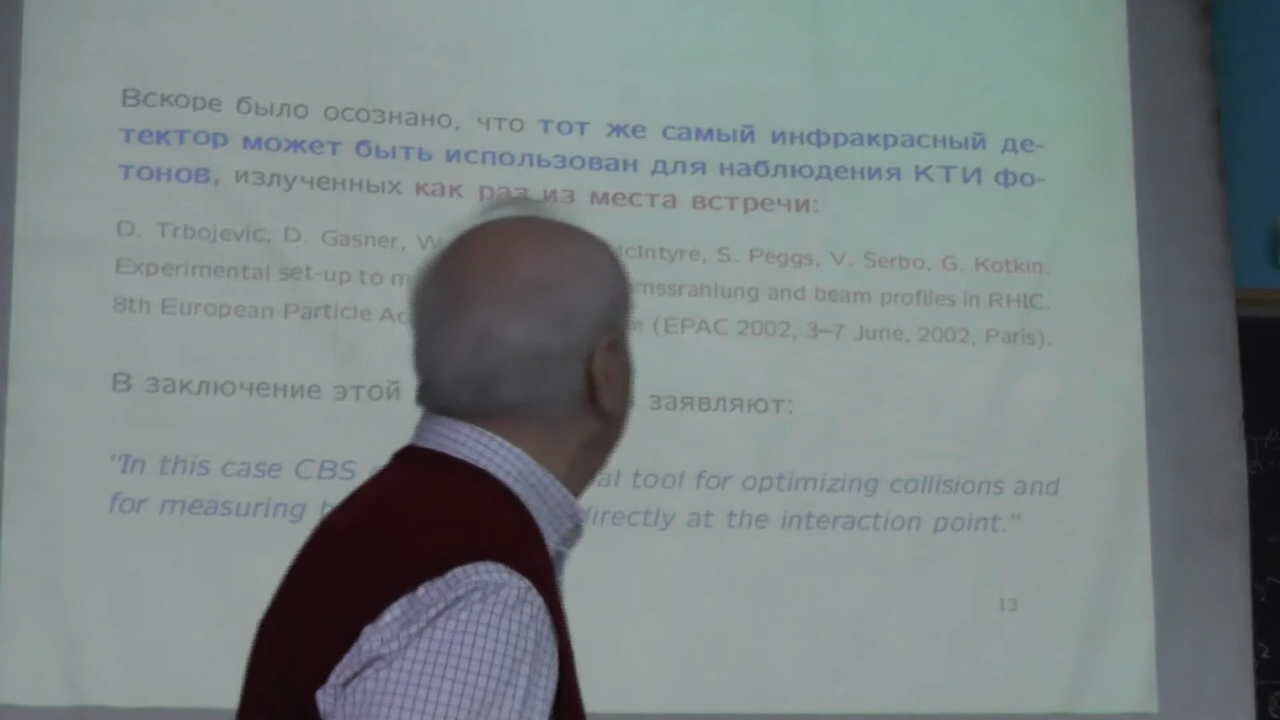 Вскоре было осознано, что тот же самый инфракрасный де-
тектор может быть использован для наблюдения КТИ фо-
тонов, излученных как раз из места встречи:
D. Trbojevic, D. Gasner, S. Peggs, V. Serbo, G. Kotkin.
Experimental set-up to and beam profiles in RHIC.
8th European Particle (EPAC 2002, 3–7 June, 2002, Paris).
В заключение этой заявляют:
"In this case CBS tool for optimizing collisions and
for measuring directly at the interaction point."
13